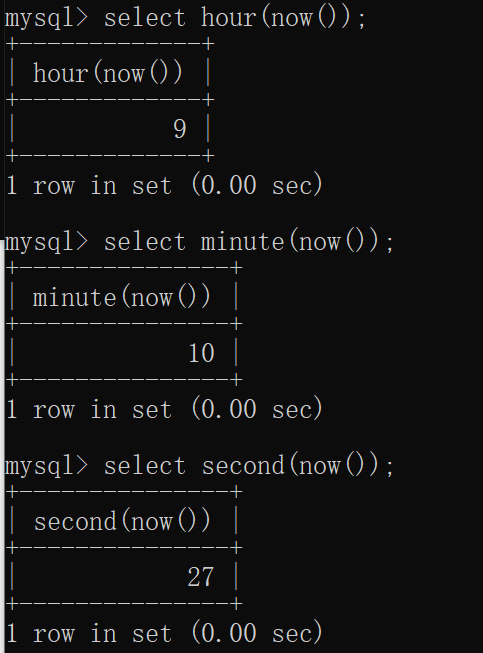 mysql> select hour(now());
+-------------+
| hour(now()) |
+-------------+
|           9 |
+-------------+
1 row in set (0.00 sec)
mysql> select minute(now());
+---------------+
| minute(now()) |
+---------------+
|            10 |
+---------------+
1 row in set (0.00 sec)
mysql> select second(now());
+---------------+
| second(now()) |
+---------------+
|            27 |
+---------------+
1 row in set (0.00 sec)